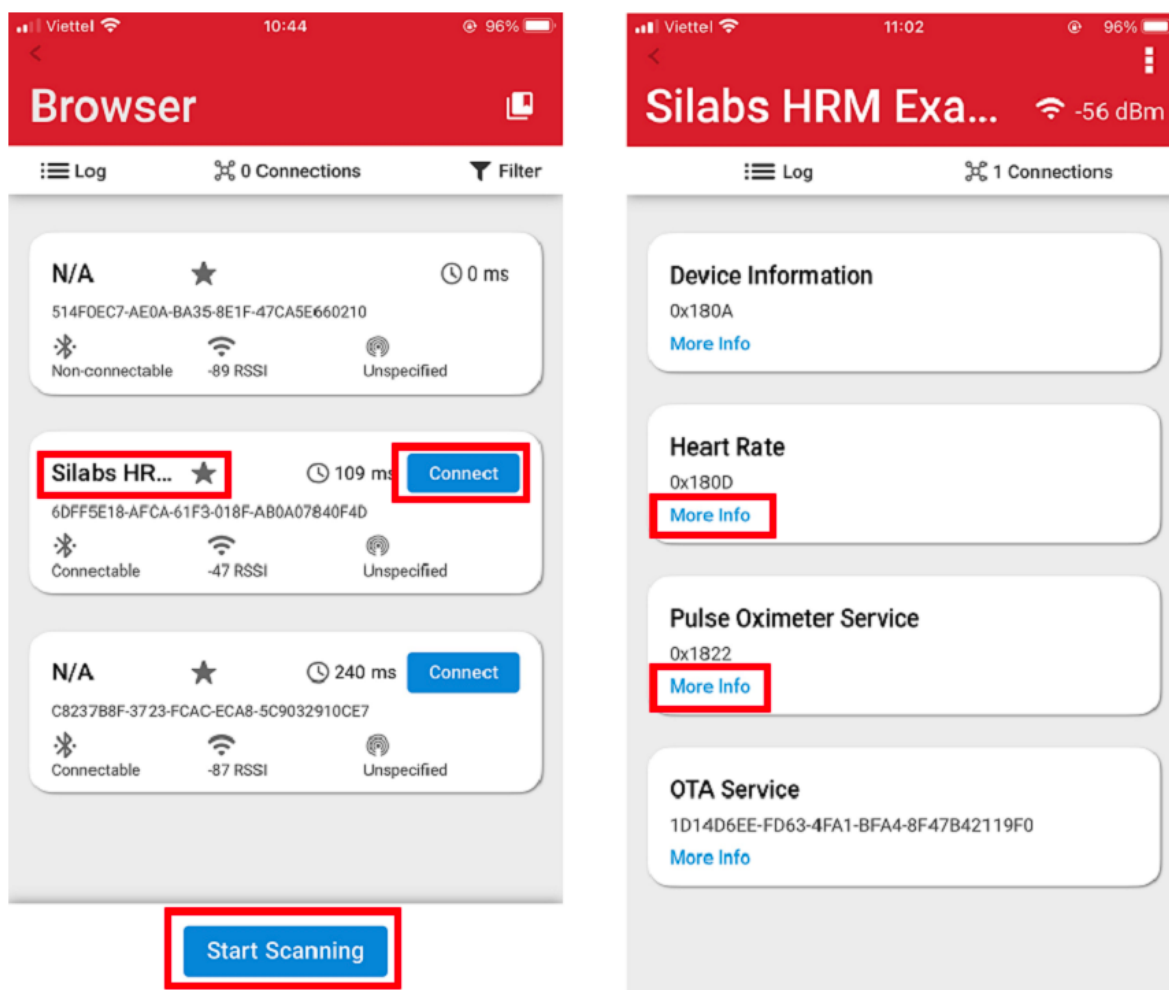 Viettel 10:44 96%
Browser
Log 0 Connections Filter
N/A 0 ms
514F0EC7-AE0A-BA35-8E1F-47CA5E660210
Non-connectable -89 RSSI Unspecified
Silabs HR... 109 ms Connect
6DFF5E18-AFCA-61F3-018F-AB0A07840F4D
Connectable -47 RSSI Unspecified
N/A 240 ms Connect
C8237B8F-3723-FCAC-ECA8-5C9032910CE7
Connectable -87 RSSI Unspecified
Start Scanning
Viettel 11:02 96%
Silabs HRM Exa... -56 dBm
Log 1 Connections
Device Information
0x180A
More Info
Heart Rate
0x180D
More Info
Pulse Oximeter Service
0x1822
More Info
OTA Service
1D14D6EE-FD63-4FA1-BFA4-8F47B42119F0
More Info